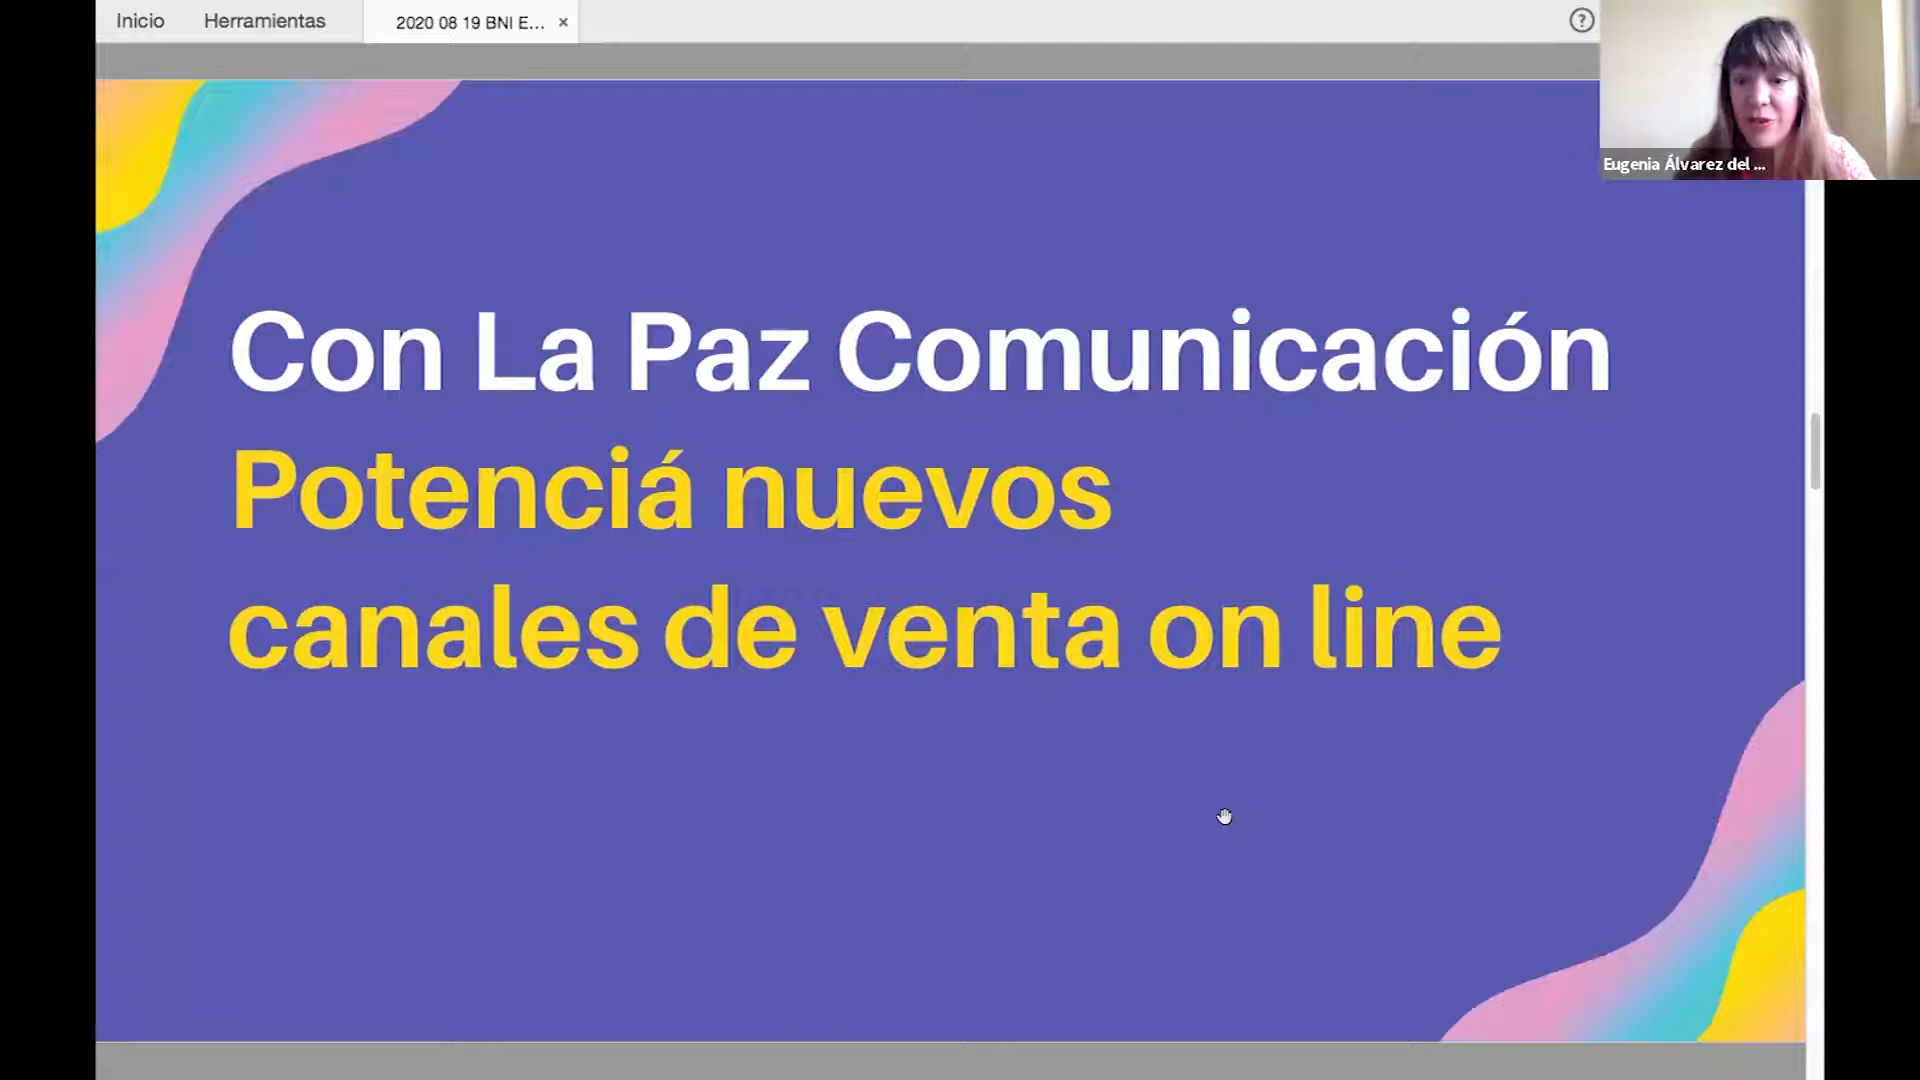 Inicio Herramientas 2020 08 19 BNI E... ×
?
Eugenia Álvarez del ...
Con La Paz Comunicación
Potenciá nuevos
canales de venta on line